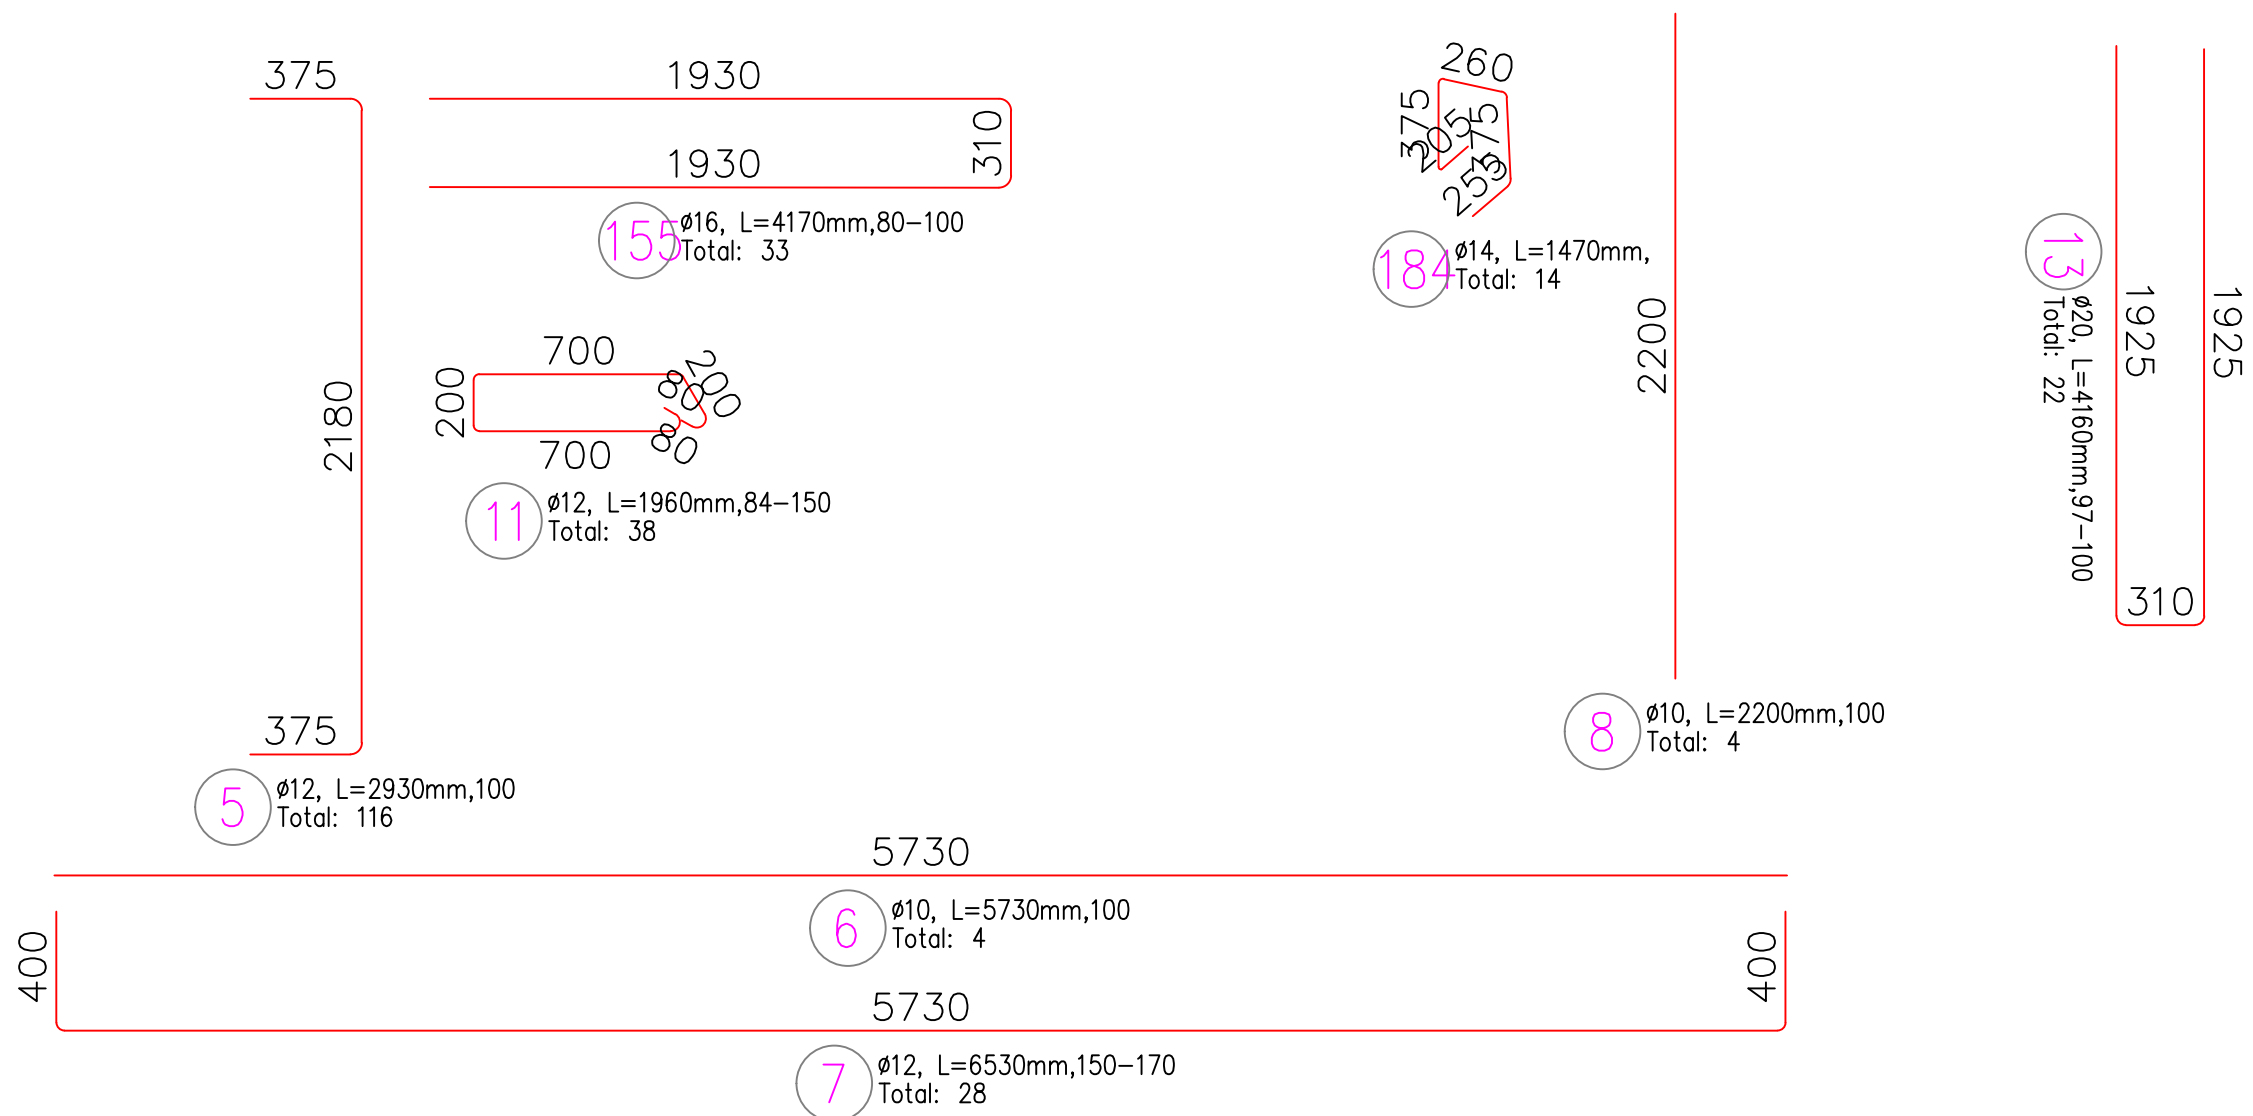 375
2180
375
5
ø12, L=2930mm,100
Total: 116
1930
1930
310
155
ø16, L=4170mm,80-100
Total: 33
700
200
700
200
80
80
11
ø12, L=1960mm,84-150
Total: 38
260
375
205
375
255
184
ø14, L=1470mm,
Total: 14
2200
8
ø10, L=2200mm,100
Total: 4
13
ø20, L=4160mm,97-100
Total: 22
1925
1925
310
5730
6
ø10, L=5730mm,100
Total: 4
400
5730
400
7
ø12, L=6530mm,150-170
Total: 28